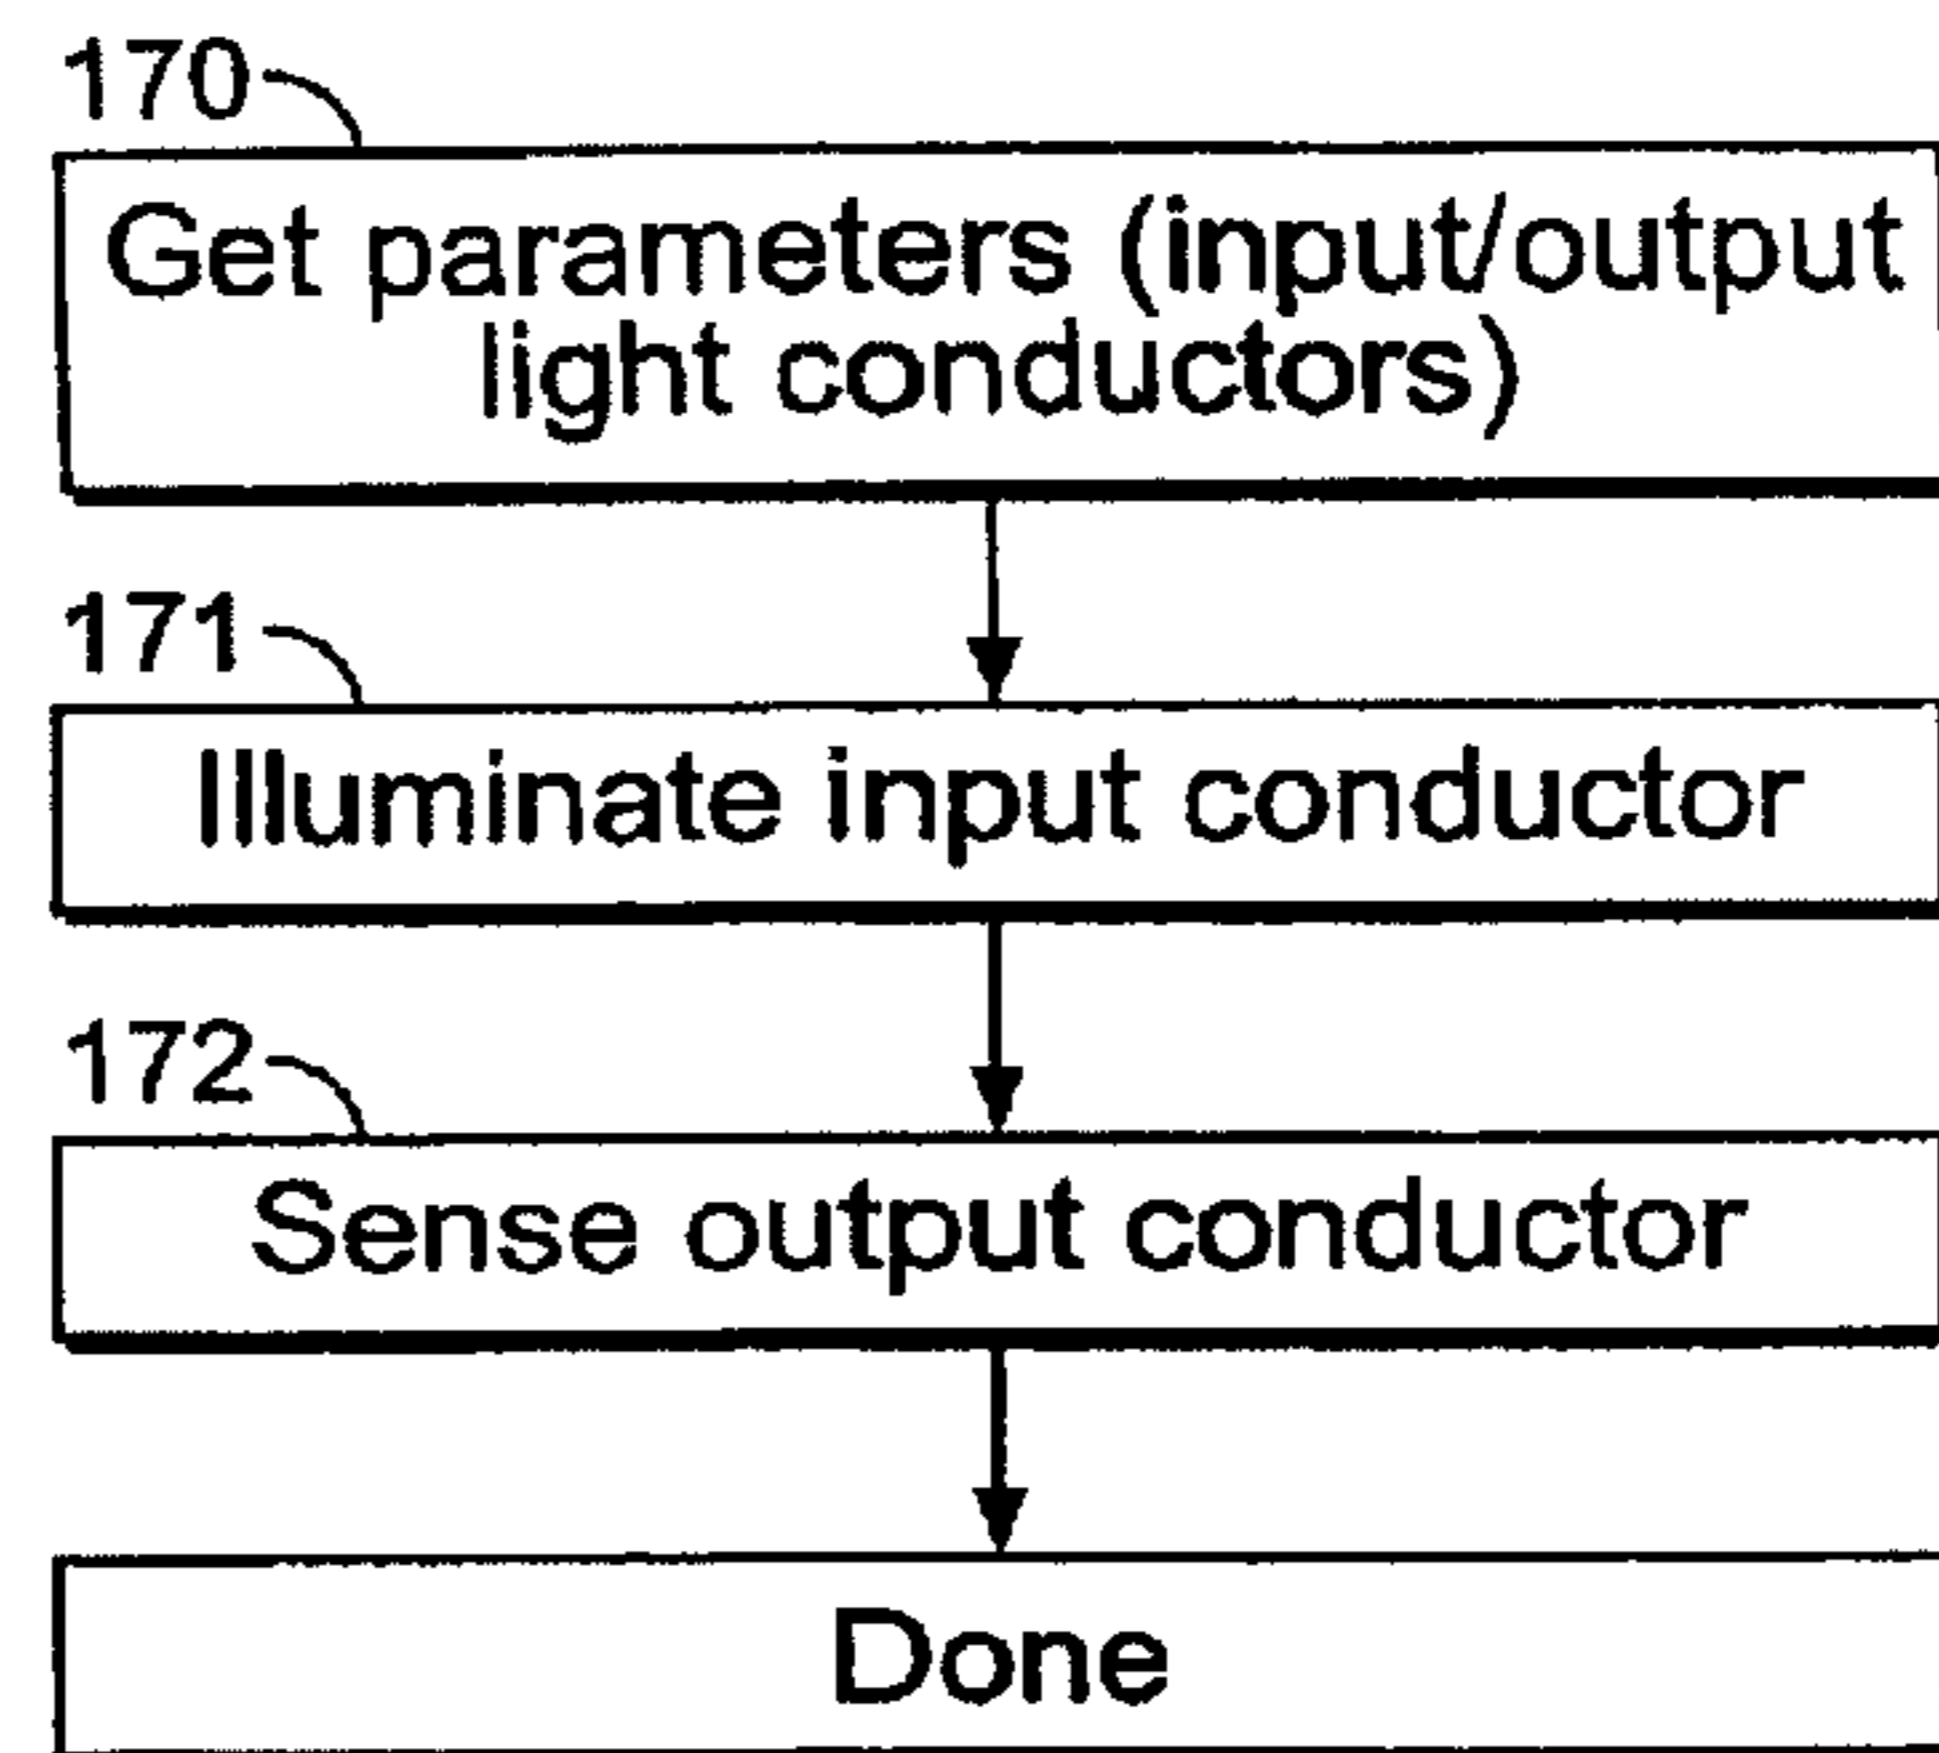 170
Get parameters (input/output
light conductors)
171
Illuminate input conductor
172
Sense output conductor
Done